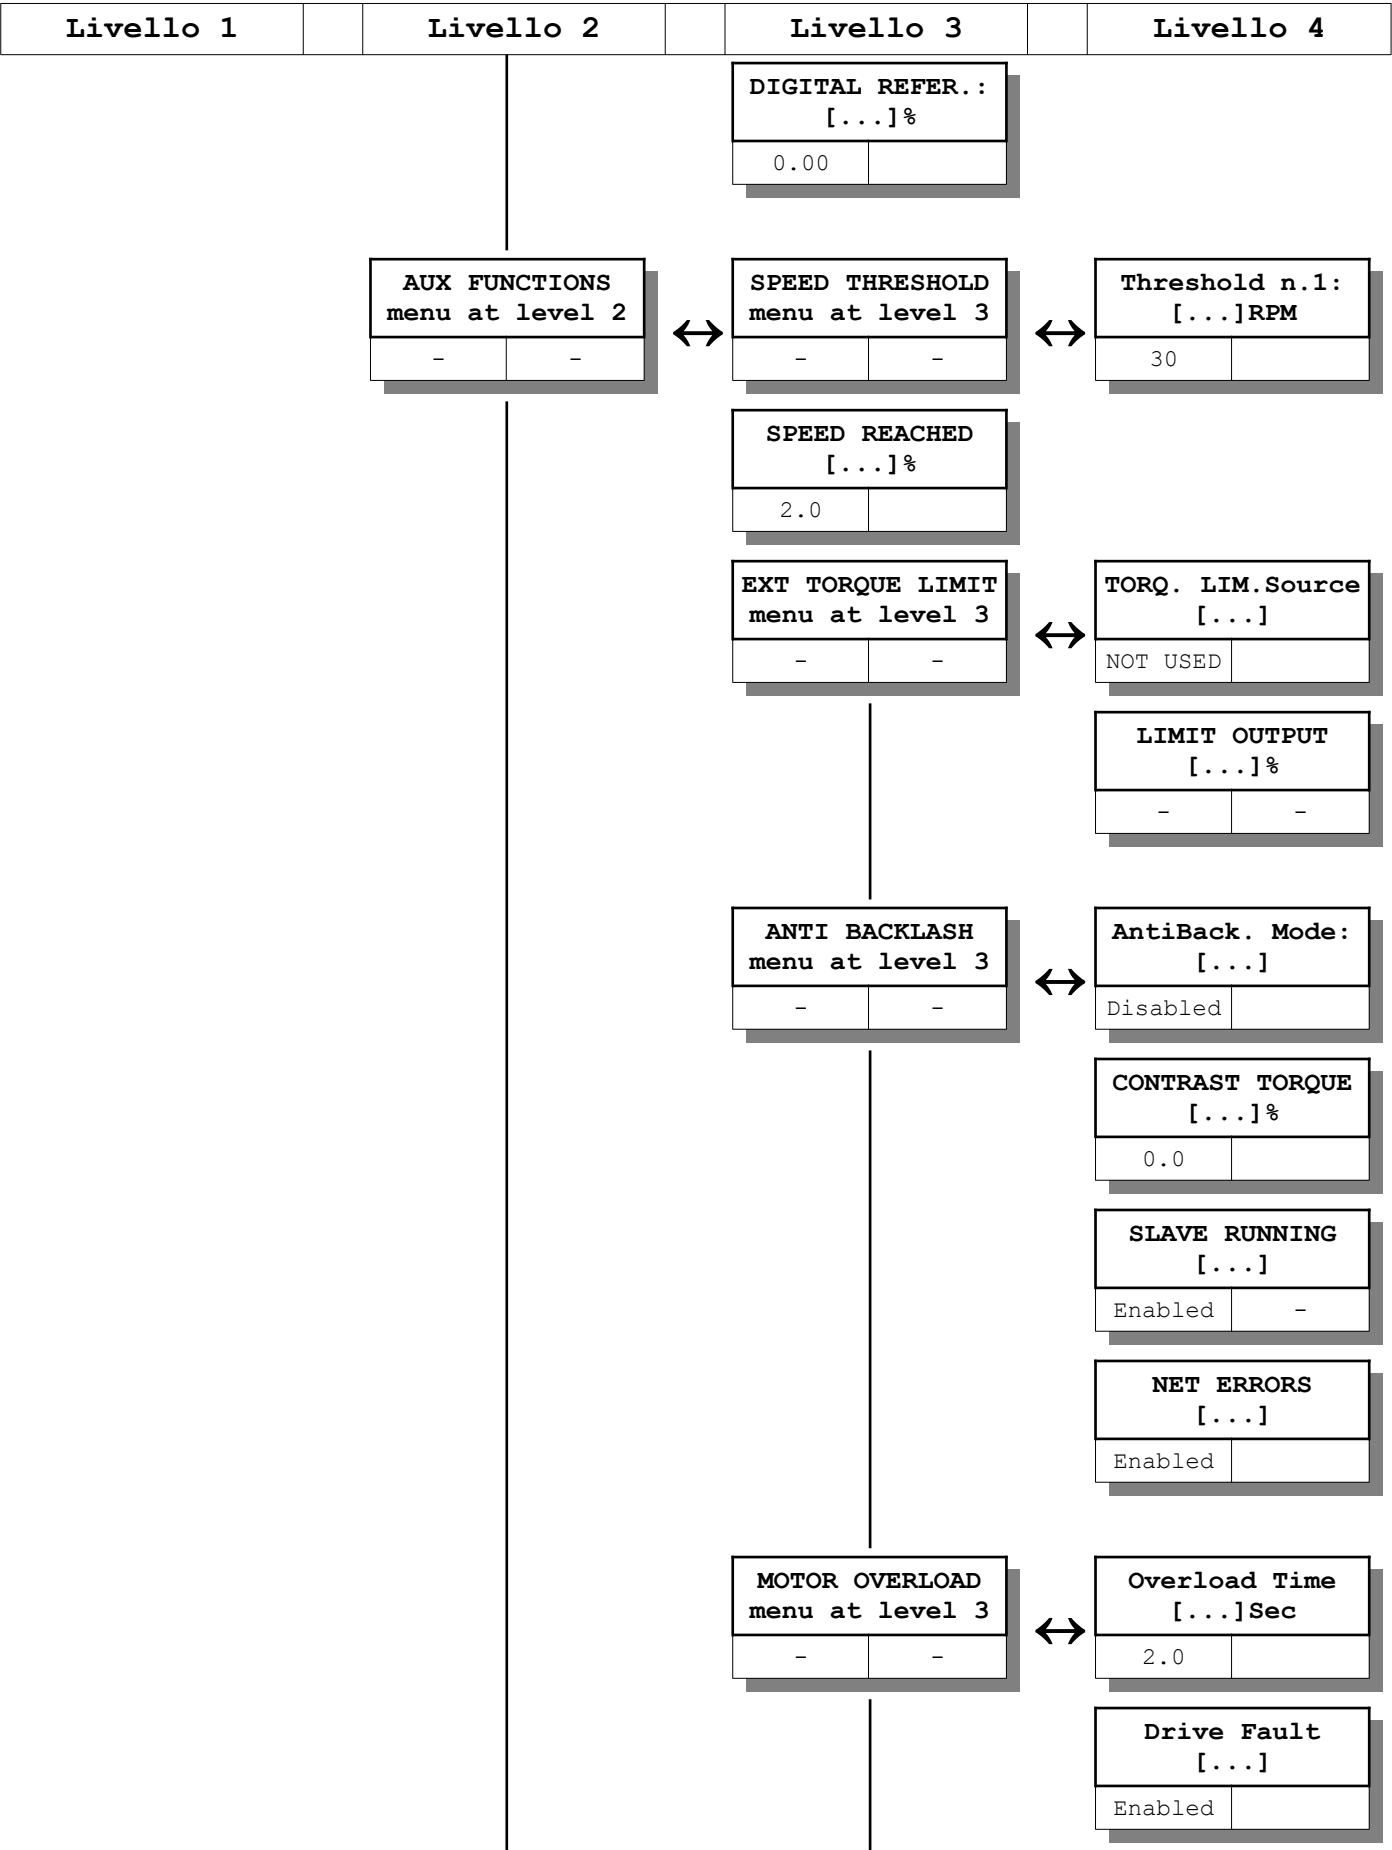 Livello 1 Livello 2 Livello 3 Livello 4
DIGITAL REFER.:
[...]%
0.00
AUX FUNCTIONS
menu at level 2
- -
SPEED THRESHOLD
menu at level 3
- -
Threshold n.1:
[...]RPM
30
SPEED REACHED
[...]%
2.0
EXT TORQUE LIMIT
menu at level 3
- -
TORQ. LIM.Source
[...]
NOT USED
LIMIT OUTPUT
[...]%
- -
ANTI BACKLASH
menu at level 3
- -
AntiBack. Mode:
[...]
Disabled
CONTRAST TORQUE
[...]%
0.0
SLAVE RUNNING
[...]
Enabled -
NET ERRORS
[...]
Enabled
MOTOR OVERLOAD
menu at level 3
- -
Overload Time
[...]Sec
2.0
Drive Fault
[...]
Enabled